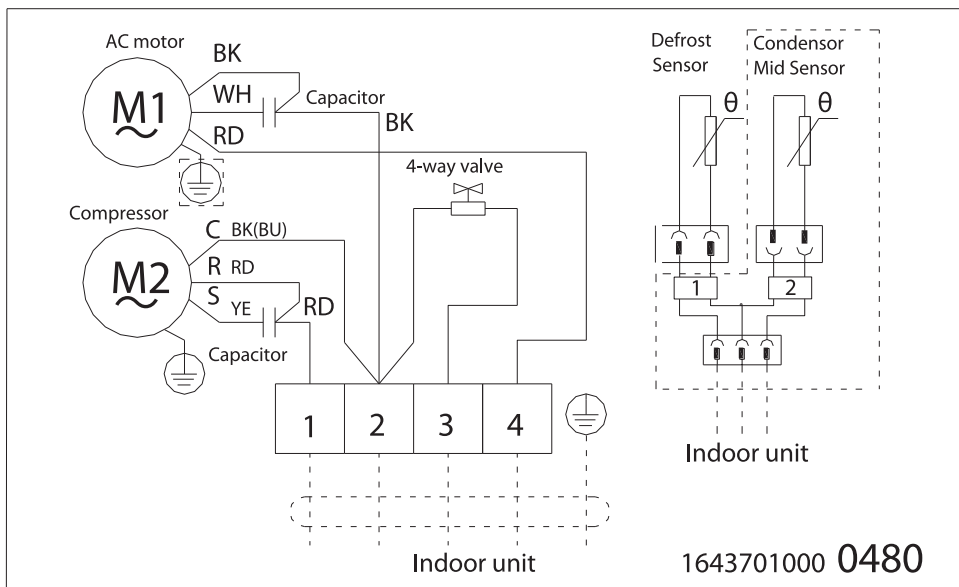 AC motor
BK
M1
WH
Capacitor
BK
RD
4-way valve
Compressor
C BK(BU)
M2
R RD
S YE
RD
Capacitor
1 2 3 4
Indoor unit
Defrost
Sensor
Condensor
Mid Sensor
θ θ
1 2
Indoor unit
1643701000 0480